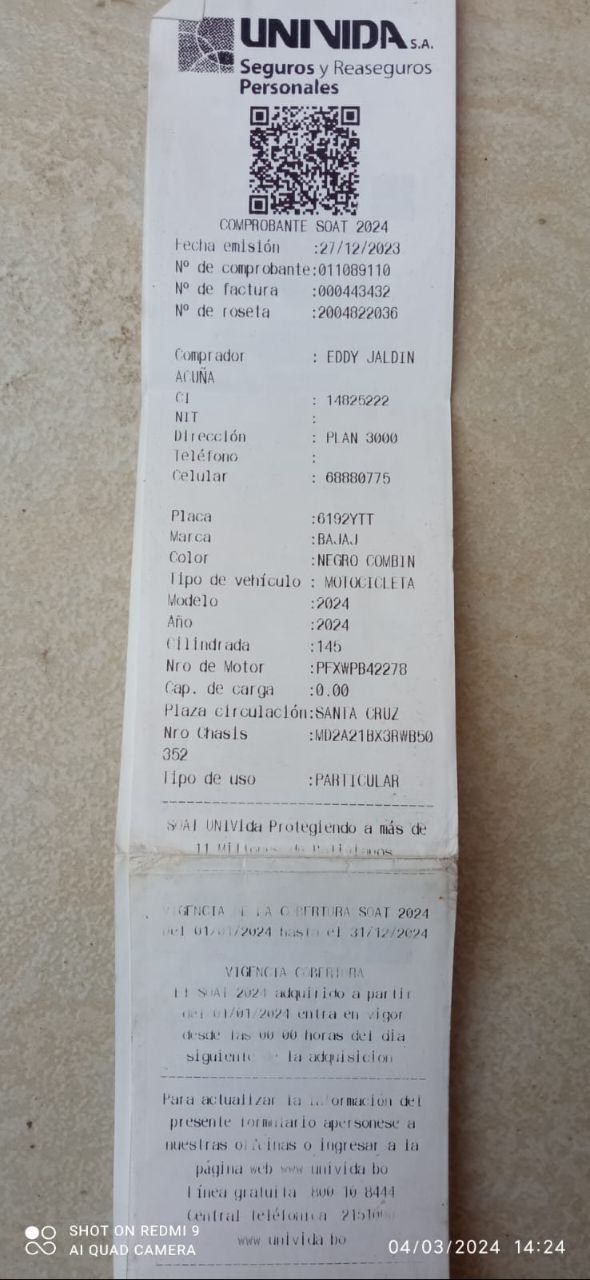 UNIVIDA S.A.
Seguros y Reaseguros
Personales
COMPROBANTE SOAT 2024
Fecha emisión :27/12/2023
Nº de comprobante:011089110
Nº de factura :000443432
Nº de roseta :2004822036
Comprador : EDDY JALDIN
ACUÑA
CI : 14825222
NIT :
Dirección : PLAN 3000
Teléfono :
Celular : 68880775
Placa :6192YTT
Marca :BAJAJ
Color :NEGRO COMBIN
Tipo de vehículo : MOTOCICLETA
Modelo :2024
Año :2024
Cilindrada :145
Nro de Motor :PFXWPB42278
Cap. de carga :0.00
Plaza circulación:SANTA CRUZ
Nro Chasis :MD2A21BX3RWB50
352
Tipo de uso :PARTICULAR
SOAT UNIVida Protegiendo a más de
11 Millones de Bolivianos
VIGENCIA DE LA COBERTURA SOAT 2024
Del 01/01/2024 hasta el 31/12/2024
VIGENCIA COBERTURA
El SOAT 2024 adquirido a partir
del 01/01/2024 entra en vigor
desde las 00 00 horas del dia
siguiente de la adquisicion
Para actualizar la información del
presente formulario apersonese a
nuestras oficinas o ingresar a la
página web www univida bo
Línea gratuita 800 10 8444
Central telefónica
www univida bo
SHOT ON REDMI 9
AI QUAD CAMERA
04/03/2024 14:24